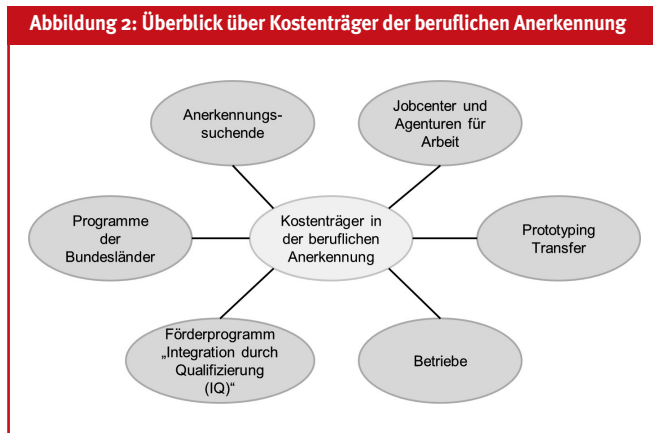 Abbildung 2: Überblick über Kostenträger der beruflichen Anerkennung
Anerkennungs-
suchende
Jobcenter und
Agenturen für
Arbeit
Programme
der
Bundesländer
Kostenträger in
der beruflichen
Anerkennung
Prototyping
Transfer
Förderprogramm
„Integration durch
Qualifizierung
(IQ)“
Betriebe